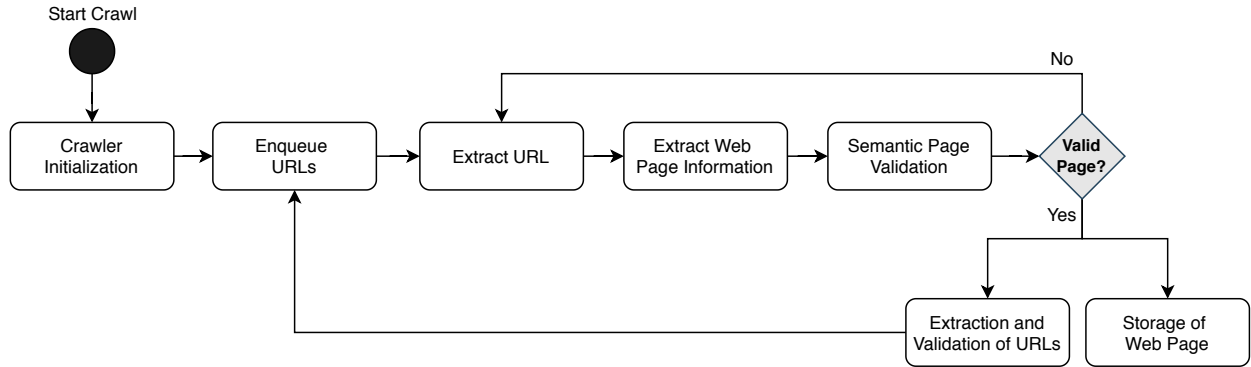 Start Crawl
Crawler
Initialization
Enqueue
URLs
Extract URL
Extract Web
Page Information
Semantic Page
Validation
Valid
Page?
No
Yes
Extraction and
Validation of URLs
Storage of
Web Page